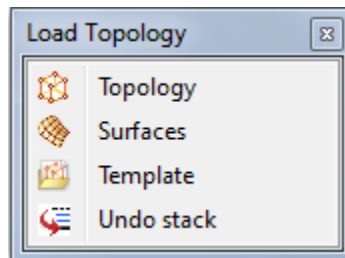 Load Topology
Topology
Surfaces
Template
Undo stack